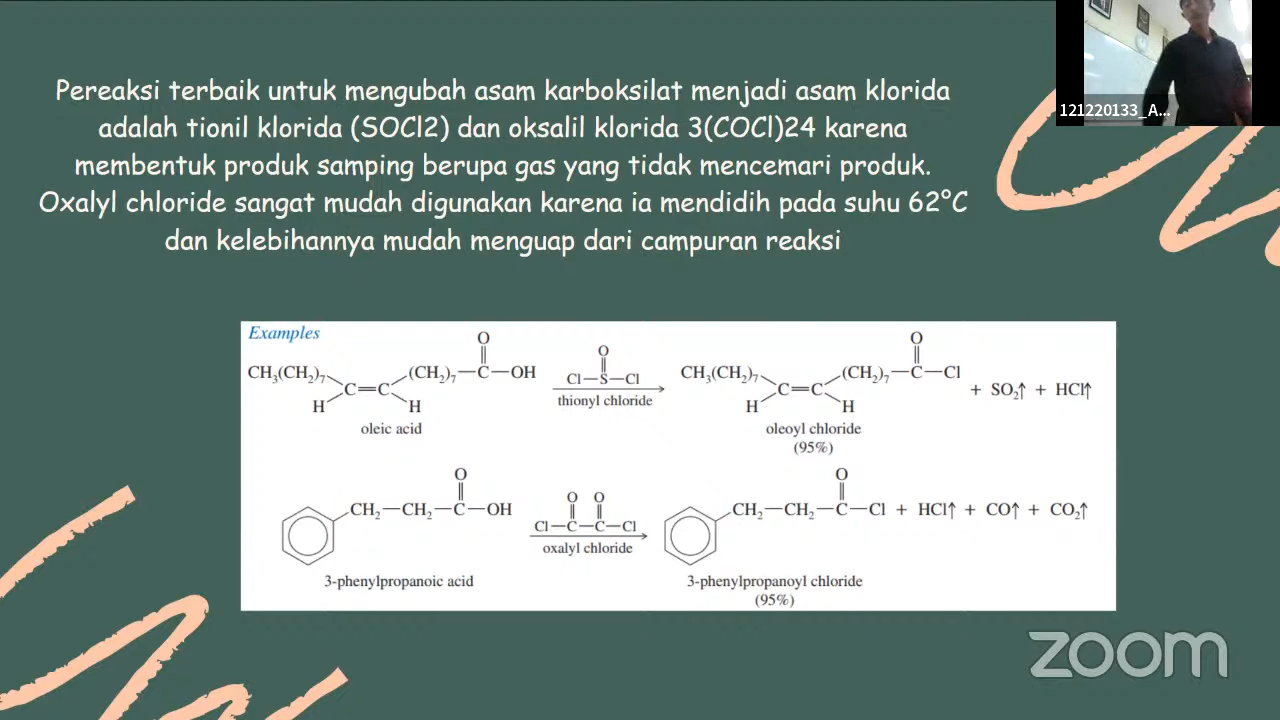 Pereaksi terbaik untuk mengubah asam karboksilat menjadi asam klorida
adalah tionil klorida (SOCl2) dan oksalil klorida 3(COCl)24 karena
membentuk produk samping berupa gas yang tidak mencemari produk.
Oxalyl chloride sangat mudah digunakan karena ia mendidih pada suhu 62°C
dan kelebihannya mudah menguap dari campuran reaksi
121220133_A...
Examples
CH₃(CH₂)₇ C=C (CH₂)₇—C—OH O H H
Cl—S—Cl O
thionyl chloride
CH₃(CH₂)₇ C=C (CH₂)₇—C—Cl O H H
+ SO₂↑ + HCl↑
oleic acid
oleoyl chloride
(95%)
CH₂—CH₂—C—OH O
Cl—C—C—Cl O O
oxalyl chloride
CH₂—CH₂—C—Cl O + HCl↑ + CO↑ + CO₂↑
3-phenylpropanoic acid
3-phenylpropanoyl chloride
(95%)
zoom